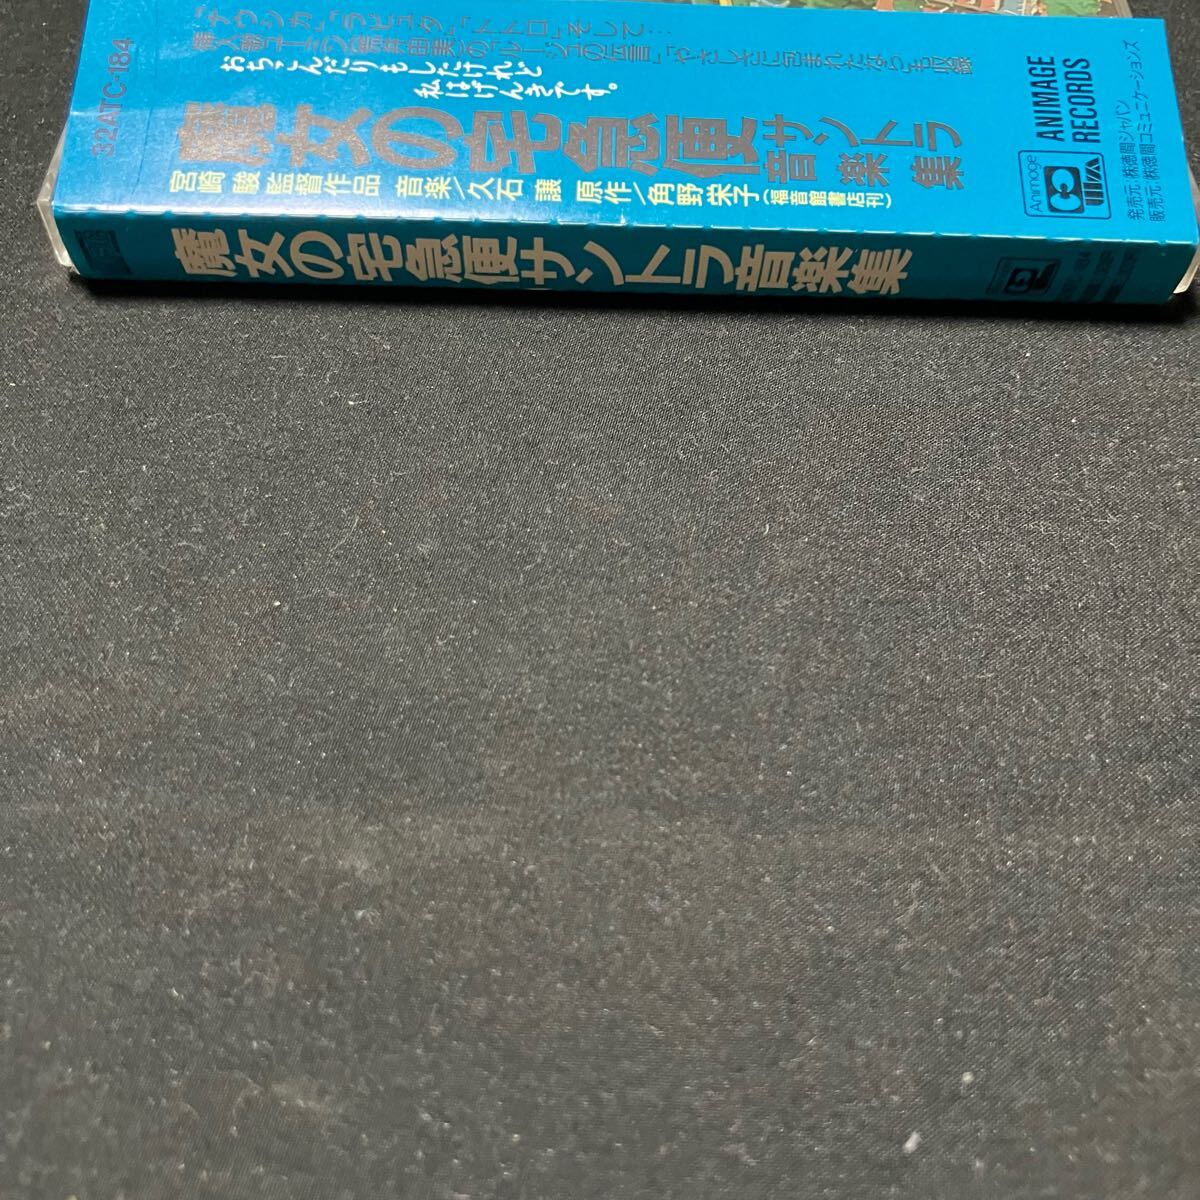 32ATC-184
「ナウシカ」、「ラピュタ」、「トトロ」、そして…
挿入歌ユーミン(荒井由実)の「ルージュの伝言」、「やさしさに包まれたなら」も収録
おちこんだりもしたけれど
私はげんきです。
魔女の宅急便サントラ音楽集
宮崎 駿 監督作品 音楽/久石 譲 原作/角野栄子(福音館書店刊)
Animage
ANIMAGE
RECORDS
発売元:株徳間ジャパン
販売元:株徳間コミュニケーションズ
魔女の宅急便サントラ音楽集